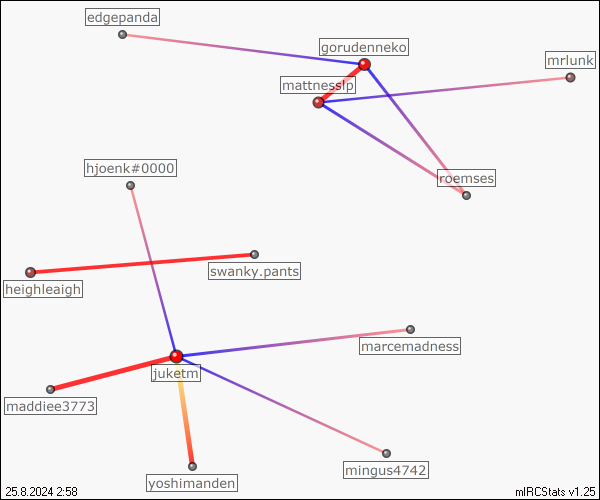 edgepanda
gorudenneko
mrlunk
mattnesslp
roemses
hjoenk#0000
swanky.pants
heighleaigh
marcemadness
juketm
maddiee3773
mingus4742
yoshimanden
25.8.2024 2:58
mIRCStats v1.25